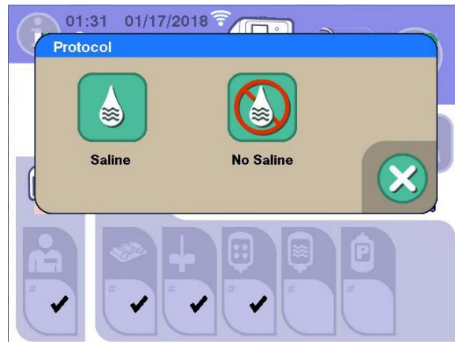 01:31 01/17/2018
Protocol
Saline
No Saline
P
# # # # # #